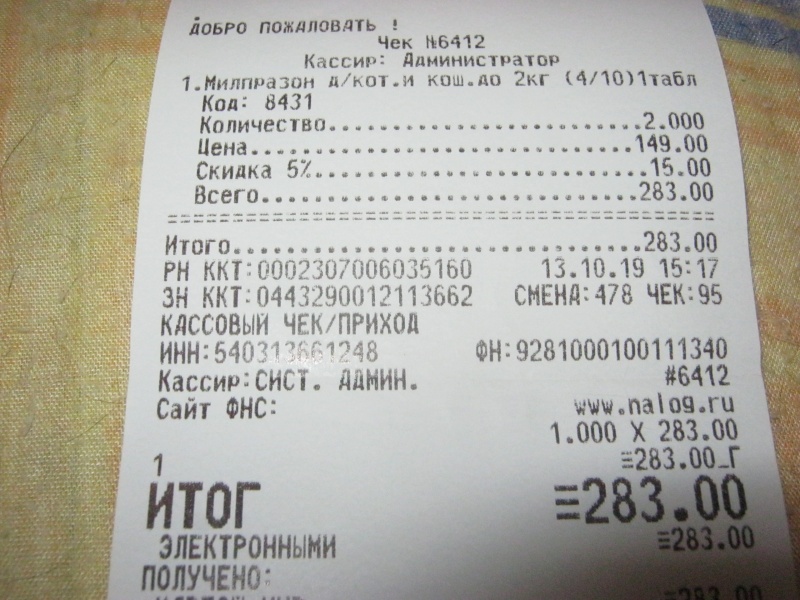 ДОБРО ПОЖАЛОВАТЬ !
Чек №6412
Кассир: Администратор
1.Милпразон д/кот.и кош.до 2кг (4/10)1табл
Код: 8431
Количество..............................2.000
Цена....................................149.00
Скидка 5%...............................15.00
Всего...................................283.00
================================================
Итого...................................283.00
РН ККТ:0002307006035160 13.10.19 15:17
ЗН ККТ:0443290012113662 СМЕНА:478 ЧЕК:95
КАССОВЫЙ ЧЕК/ПРИХОД
ИНН:540313661248 ФН:9281000100111340
Кассир:СИСТ. АДМИН. #6412
Сайт ФНС: www.nalog.ru
1.000 X 283.00
1 ≡283.00_Г
ИТОГ ≡283.00
ЭЛЕКТРОННЫМИ ≡283.00
ПОЛУЧЕНО:
≡283.00